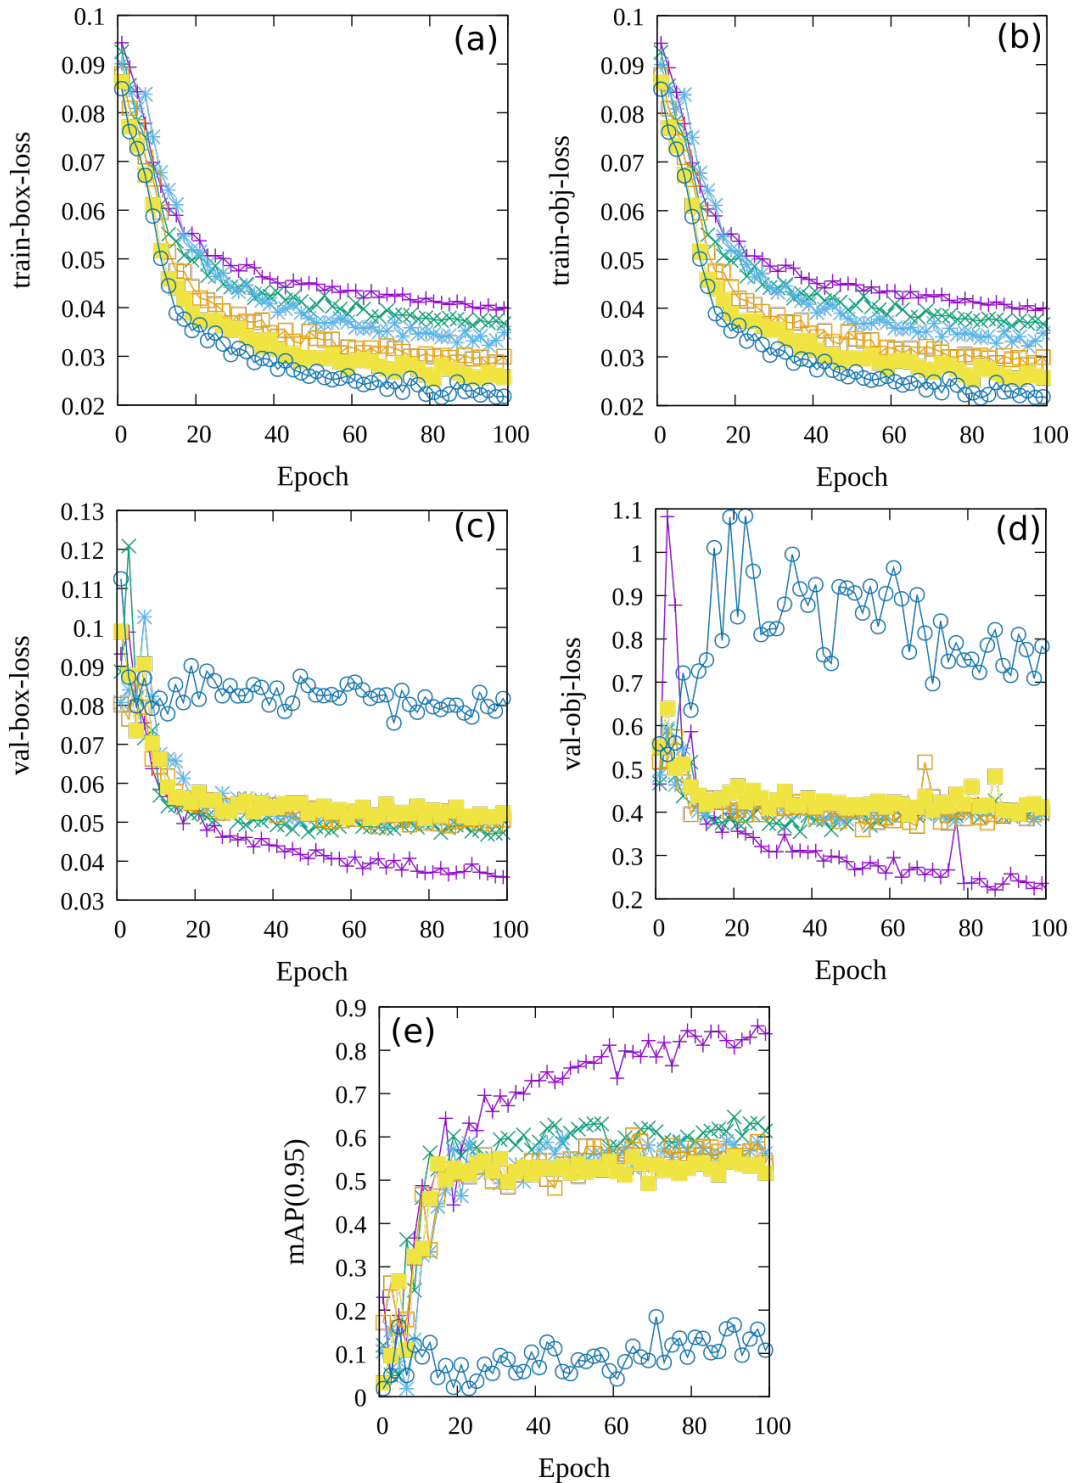 (a)
train-box-loss
0.1
0.09
0.08
0.07
0.06
0.05
0.04
0.03
0.02
0 20 40 60 80 100
Epoch
(b)
train-obj-loss
0.1
0.09
0.08
0.07
0.06
0.05
0.04
0.03
0.02
0 20 40 60 80 100
Epoch
(c)
val-box-loss
0.13
0.12
0.11
0.1
0.09
0.08
0.07
0.06
0.05
0.04
0.03
0 20 40 60 80 100
Epoch
(d)
val-obj-loss
1.1
1
0.9
0.8
0.7
0.6
0.5
0.4
0.3
0.2
0 20 40 60 80 100
Epoch
(e)
mAP(0.95)
0.9
0.8
0.7
0.6
0.5
0.4
0.3
0.2
0.1
0
0 20 40 60 80 100
Epoch